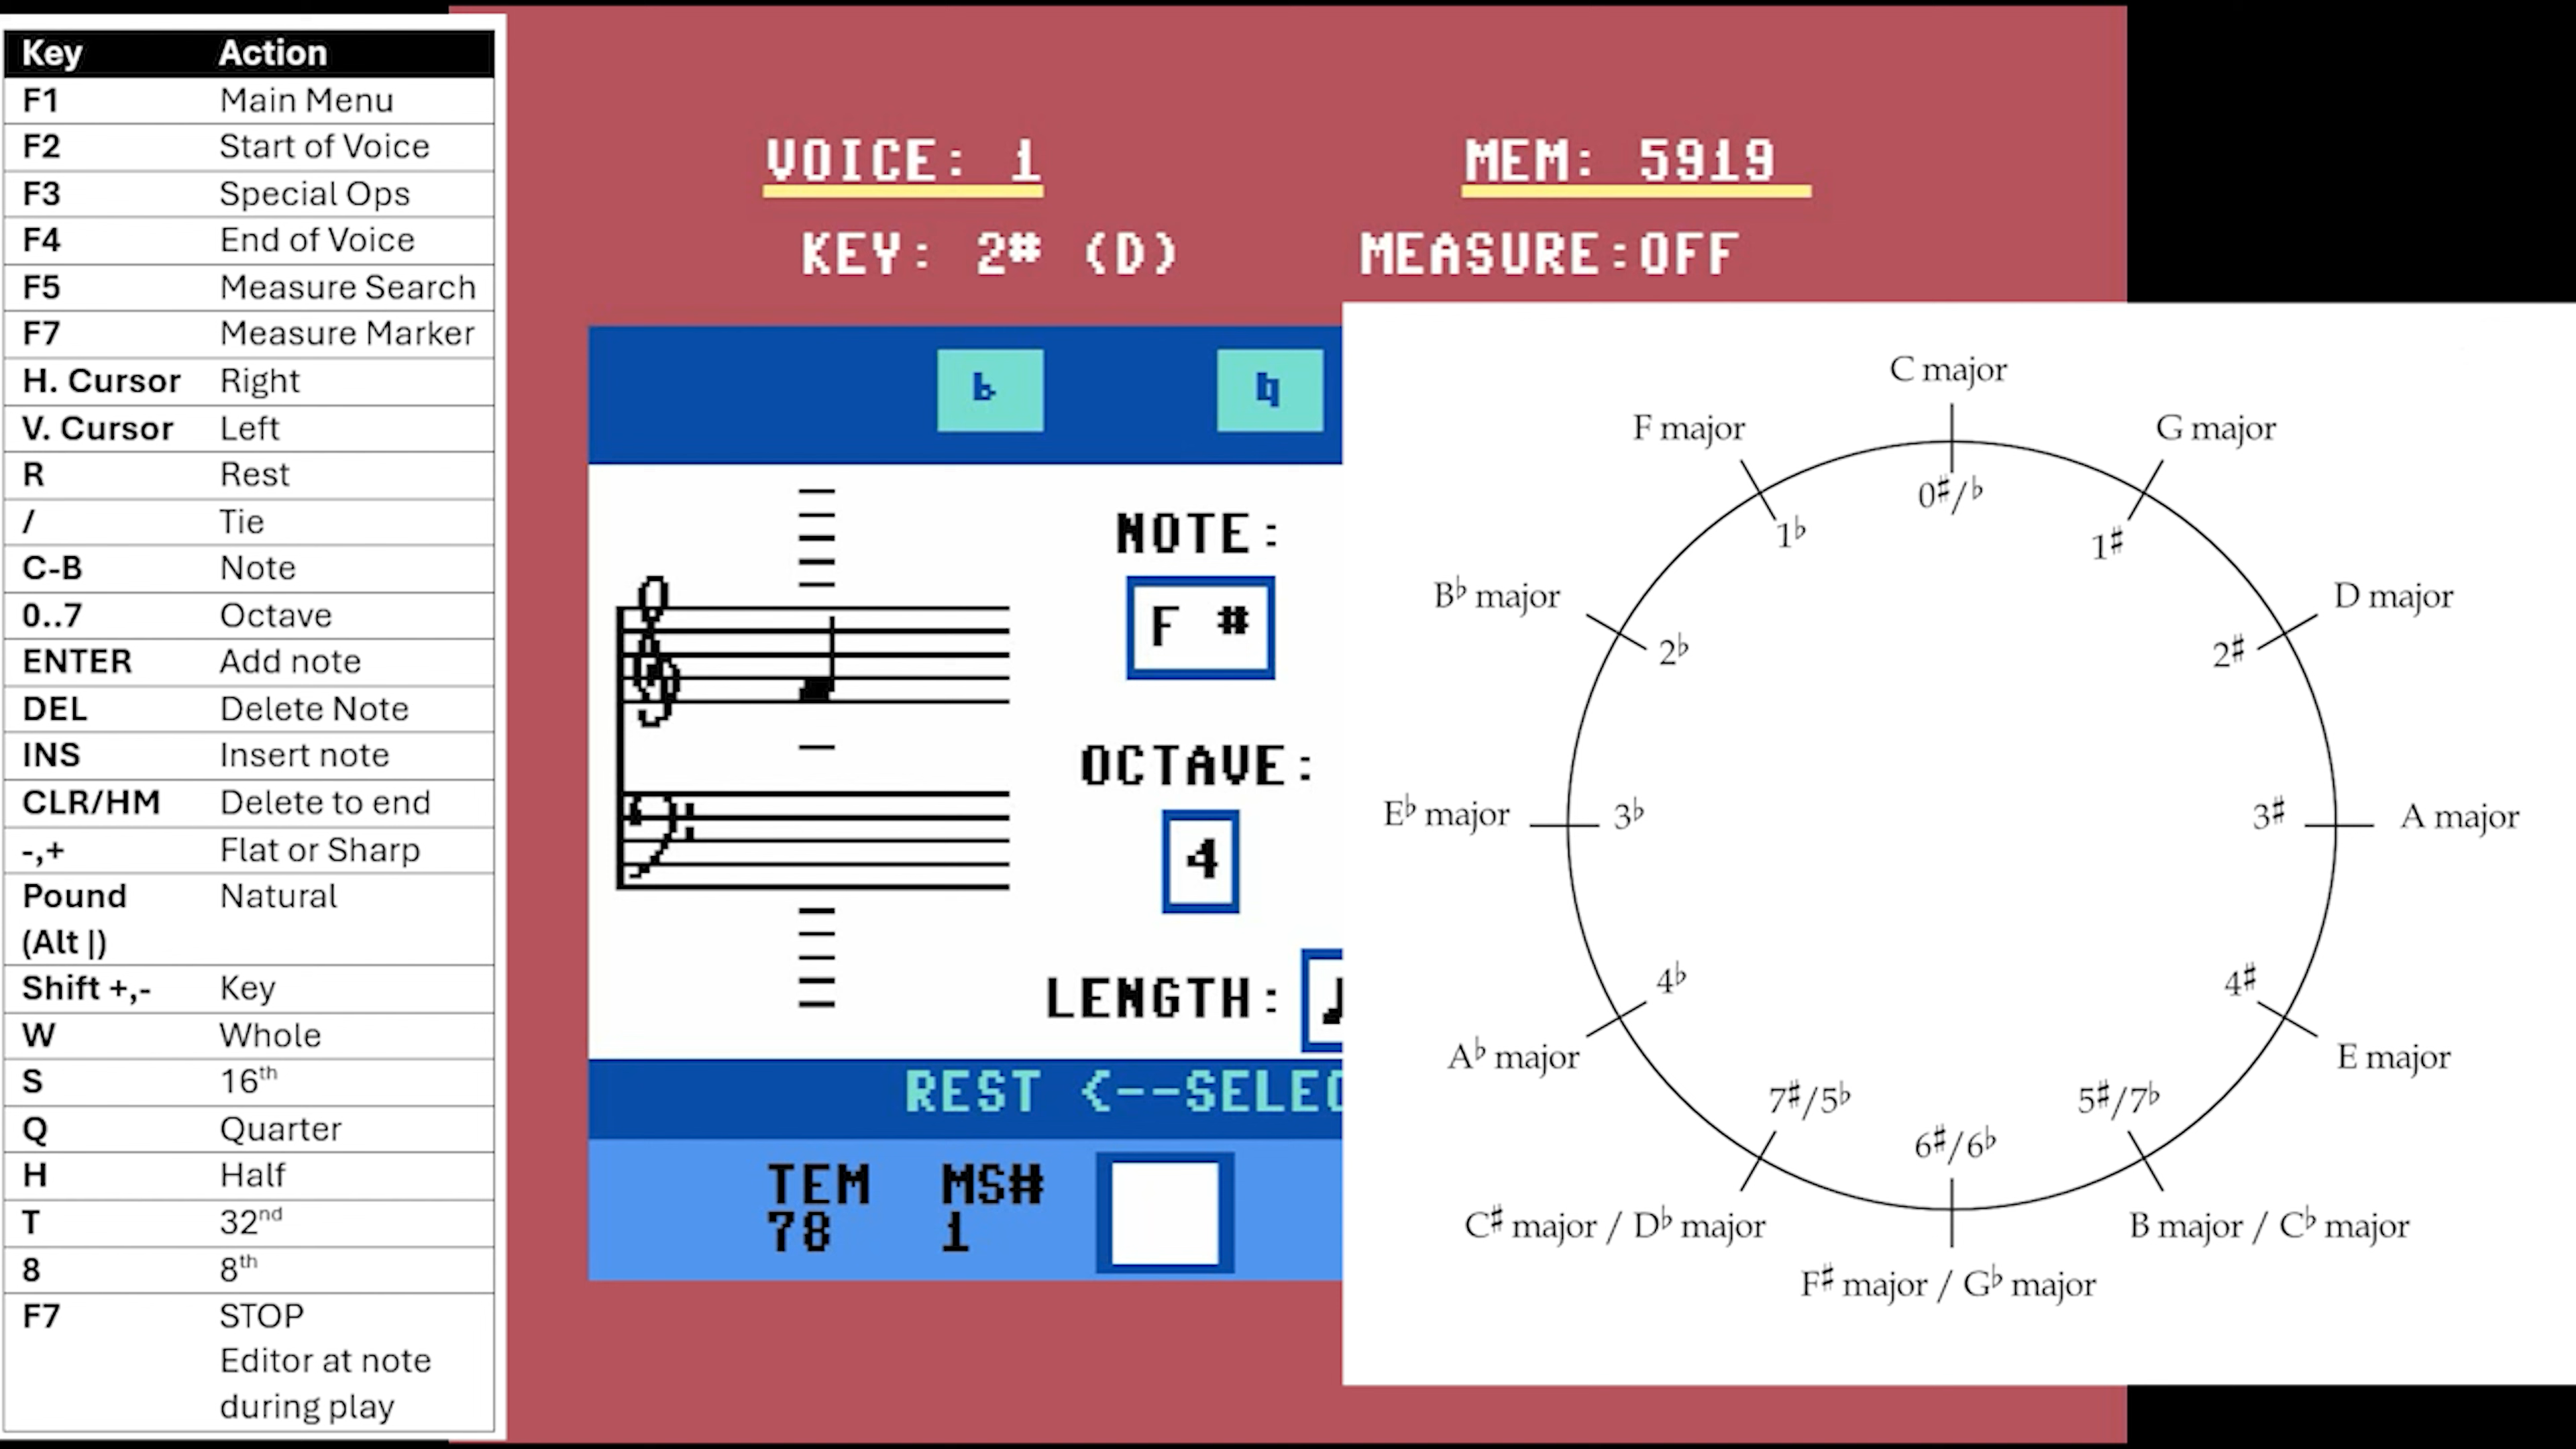 Key Action
F1 Main Menu
F2 Start of Voice
F3 Special Ops
F4 End of Voice
F5 Measure Search
F7 Measure Marker
H. Cursor Right
V. Cursor Left
R Rest
/ Tie
C-B Note
0..7 Octave
ENTER Add note
DEL Delete Note
INS Insert note
CLR/HM Delete to end
-,+ Flat or Sharp
Pound Natural
(Alt |)
Shift +,- Key
W Whole
S 16th
Q Quarter
H Half
T 32nd
8 8th
F7 STOP
Editor at note
during play
VOICE: 1 MEM: 5919
KEY: 2# (D) MEASURE:OFF
♭ ♮
NOTE:
F #
OCTAVE:
4
LENGTH: ♩
REST <--SELEC
TEM MS#
78 1
C major
F major G major
0♯/♭
1♭ 1♯
B♭ major D major
2♭ 2♯
E♭ major 3♭ 3♯ A major
4♭ 4♯
A♭ major E major
7♯/5♭ 5♯/7♭
6♯/6♭
C♯ major / D♭ major B major / C♭ major
F♯ major / G♭ major